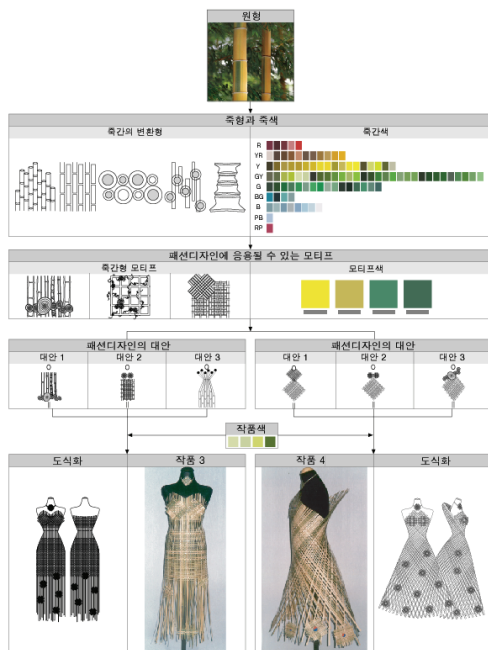 원형
죽형과 죽색
죽간의 변환형
죽간색
R
YR
Y
GY
G
BG
B
PB
RP
패션디자인에 응용될 수 있는 모티프
죽간형 모티프
모티프색
패션디자인의 대안
대안 1
대안 2
대안 3
패션디자인의 대안
대안 1
대안 2
대안 3
작품색
도식화
작품 3
작품 4
도식화